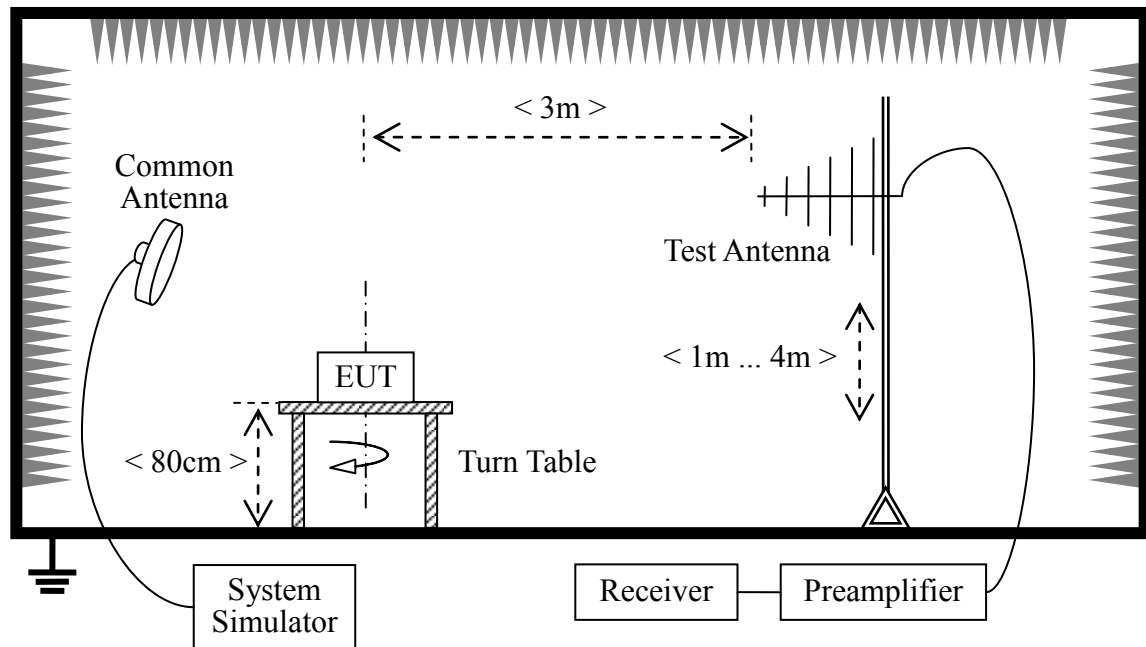 < 3m >
Common
Antenna
Test Antenna
< 1m ... 4m >
EUT
< 80cm >
Turn Table
System
Simulator
Receiver
Preamplifier